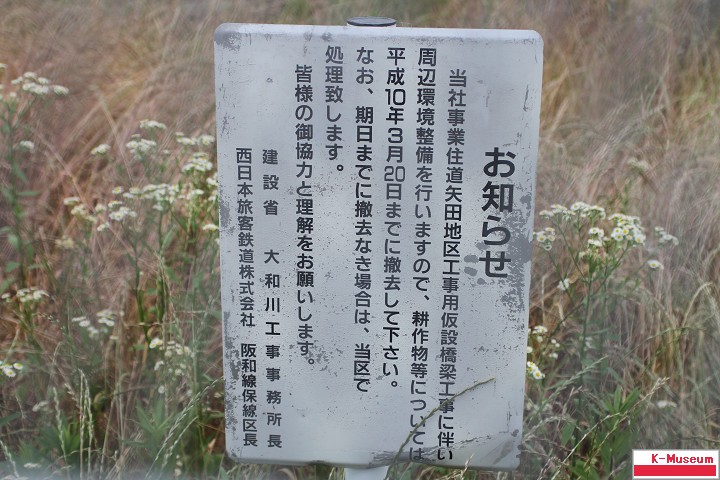 お知らせ
当社事業住道矢田地区工事用仮設橋梁工事に伴い
周辺環境整備を行いますので、耕作物等については
平成10年3月20日までに撤去して下さい。
なお、期日までに撤去なき場合は、当区で
処理致します。
皆様の御協力と理解をお願いします。
建設省 大和川工事事務所長
西日本旅客鉄道株式会社 阪和線保線区長
K-Museum